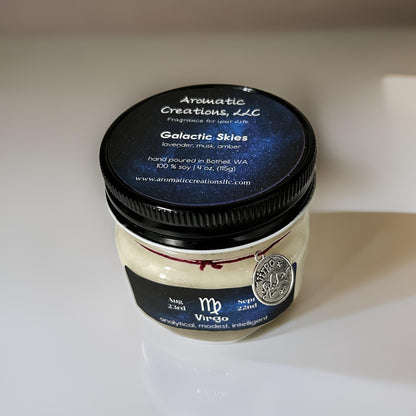 Aromatic
Creations, LLC
Fragrance for your Life.
Galactic Skies
lavender, musk, amber
hand poured in Bothell, WA
100 % soy | 4 oz. (115g)
www.aromaticcreationsllc.com
VIRGO
Aug
23rd
♍
Sept
22nd
Virgo
analytical, modest, intelligent